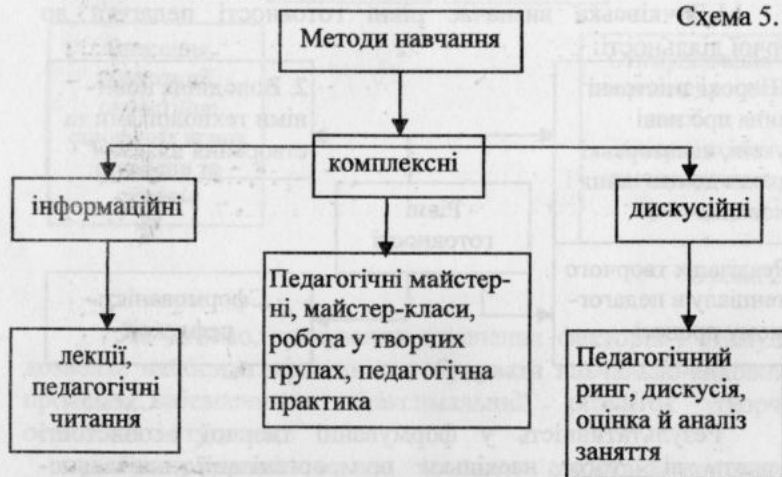 Схема 5.
Методи навчання
комплексні
інформаційні
дискусійні
Педагогічні майстер-
ні, майстер-класи,
робота у творчих
групах, педагогічна
практика
лекції,
педагогічні
читання
Педагогічний
ринг, дискусія
оцінка й аналіз
заняття